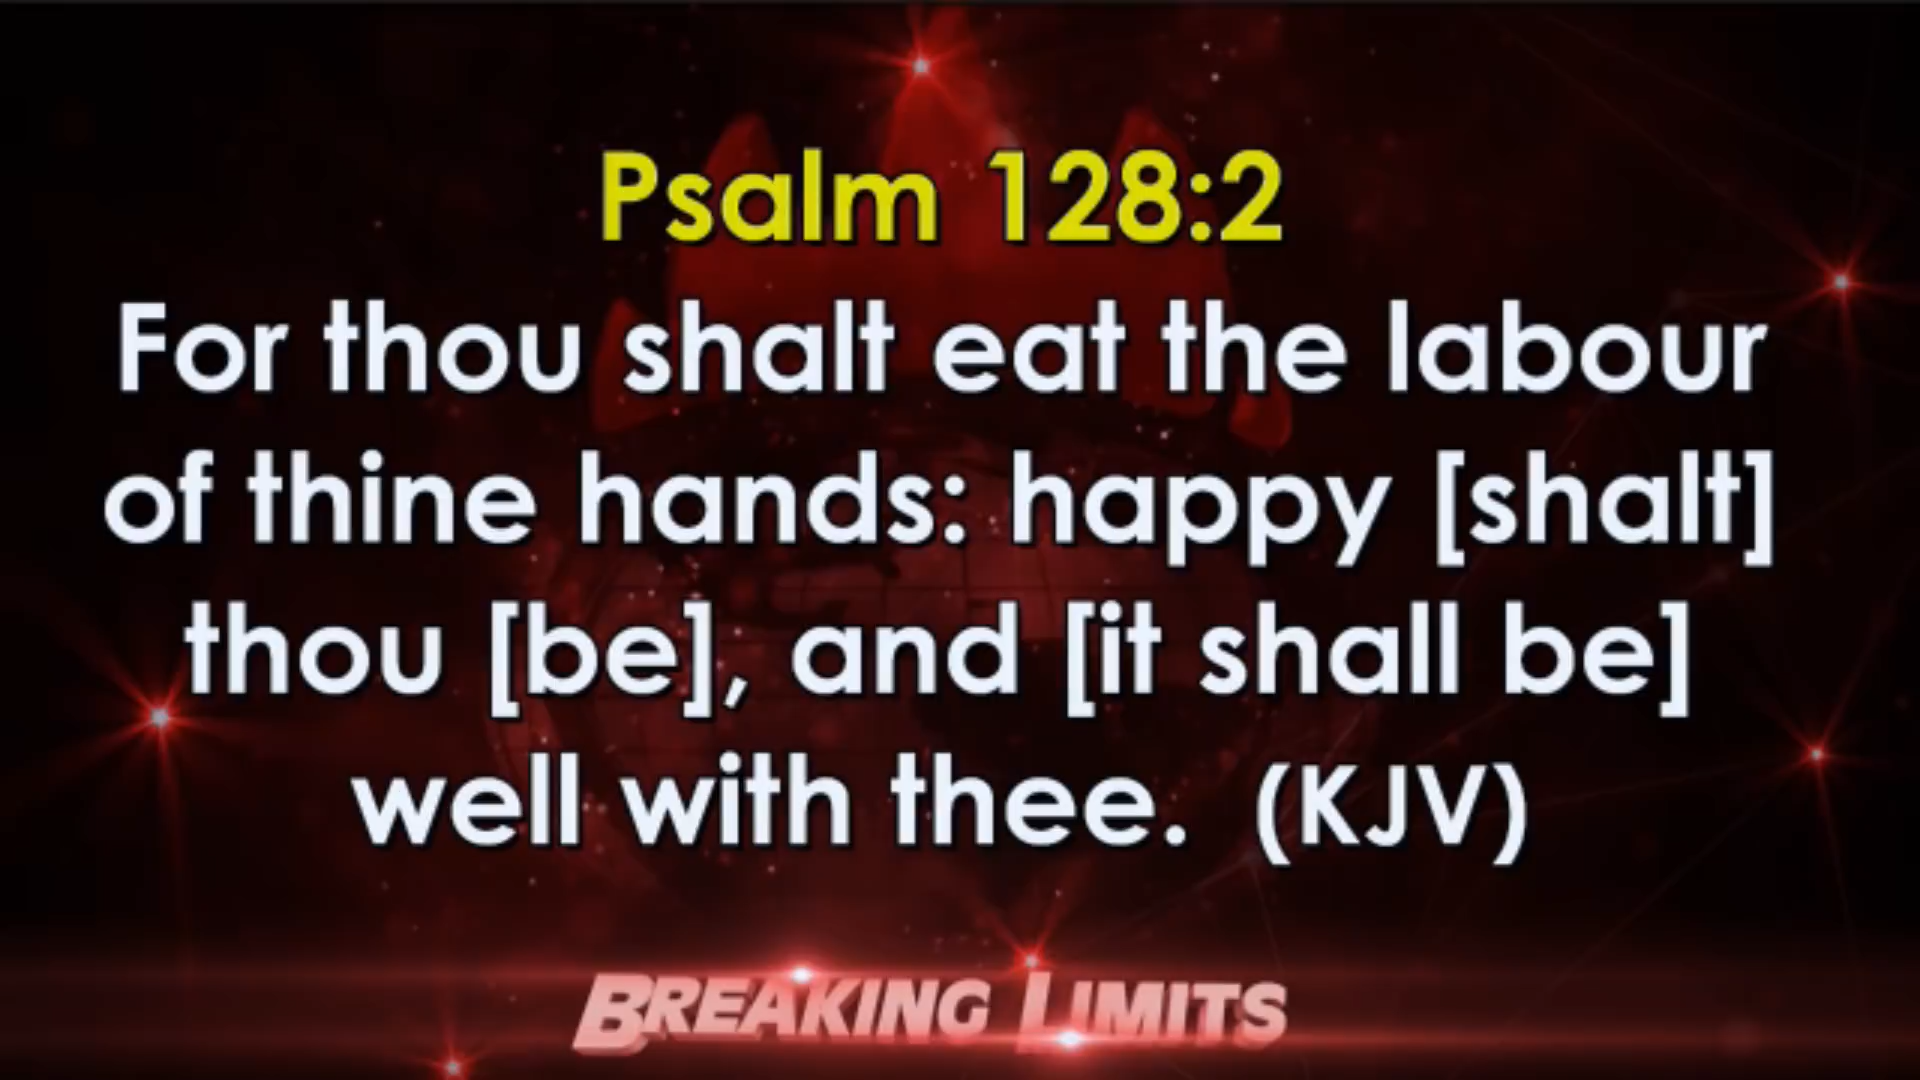 Psalm 128:2
For thou shalt eat the labour
of thine hands: happy [shalt]
thou [be], and [it shall be]
well with thee. (KJV)
BREAKING LIMITS